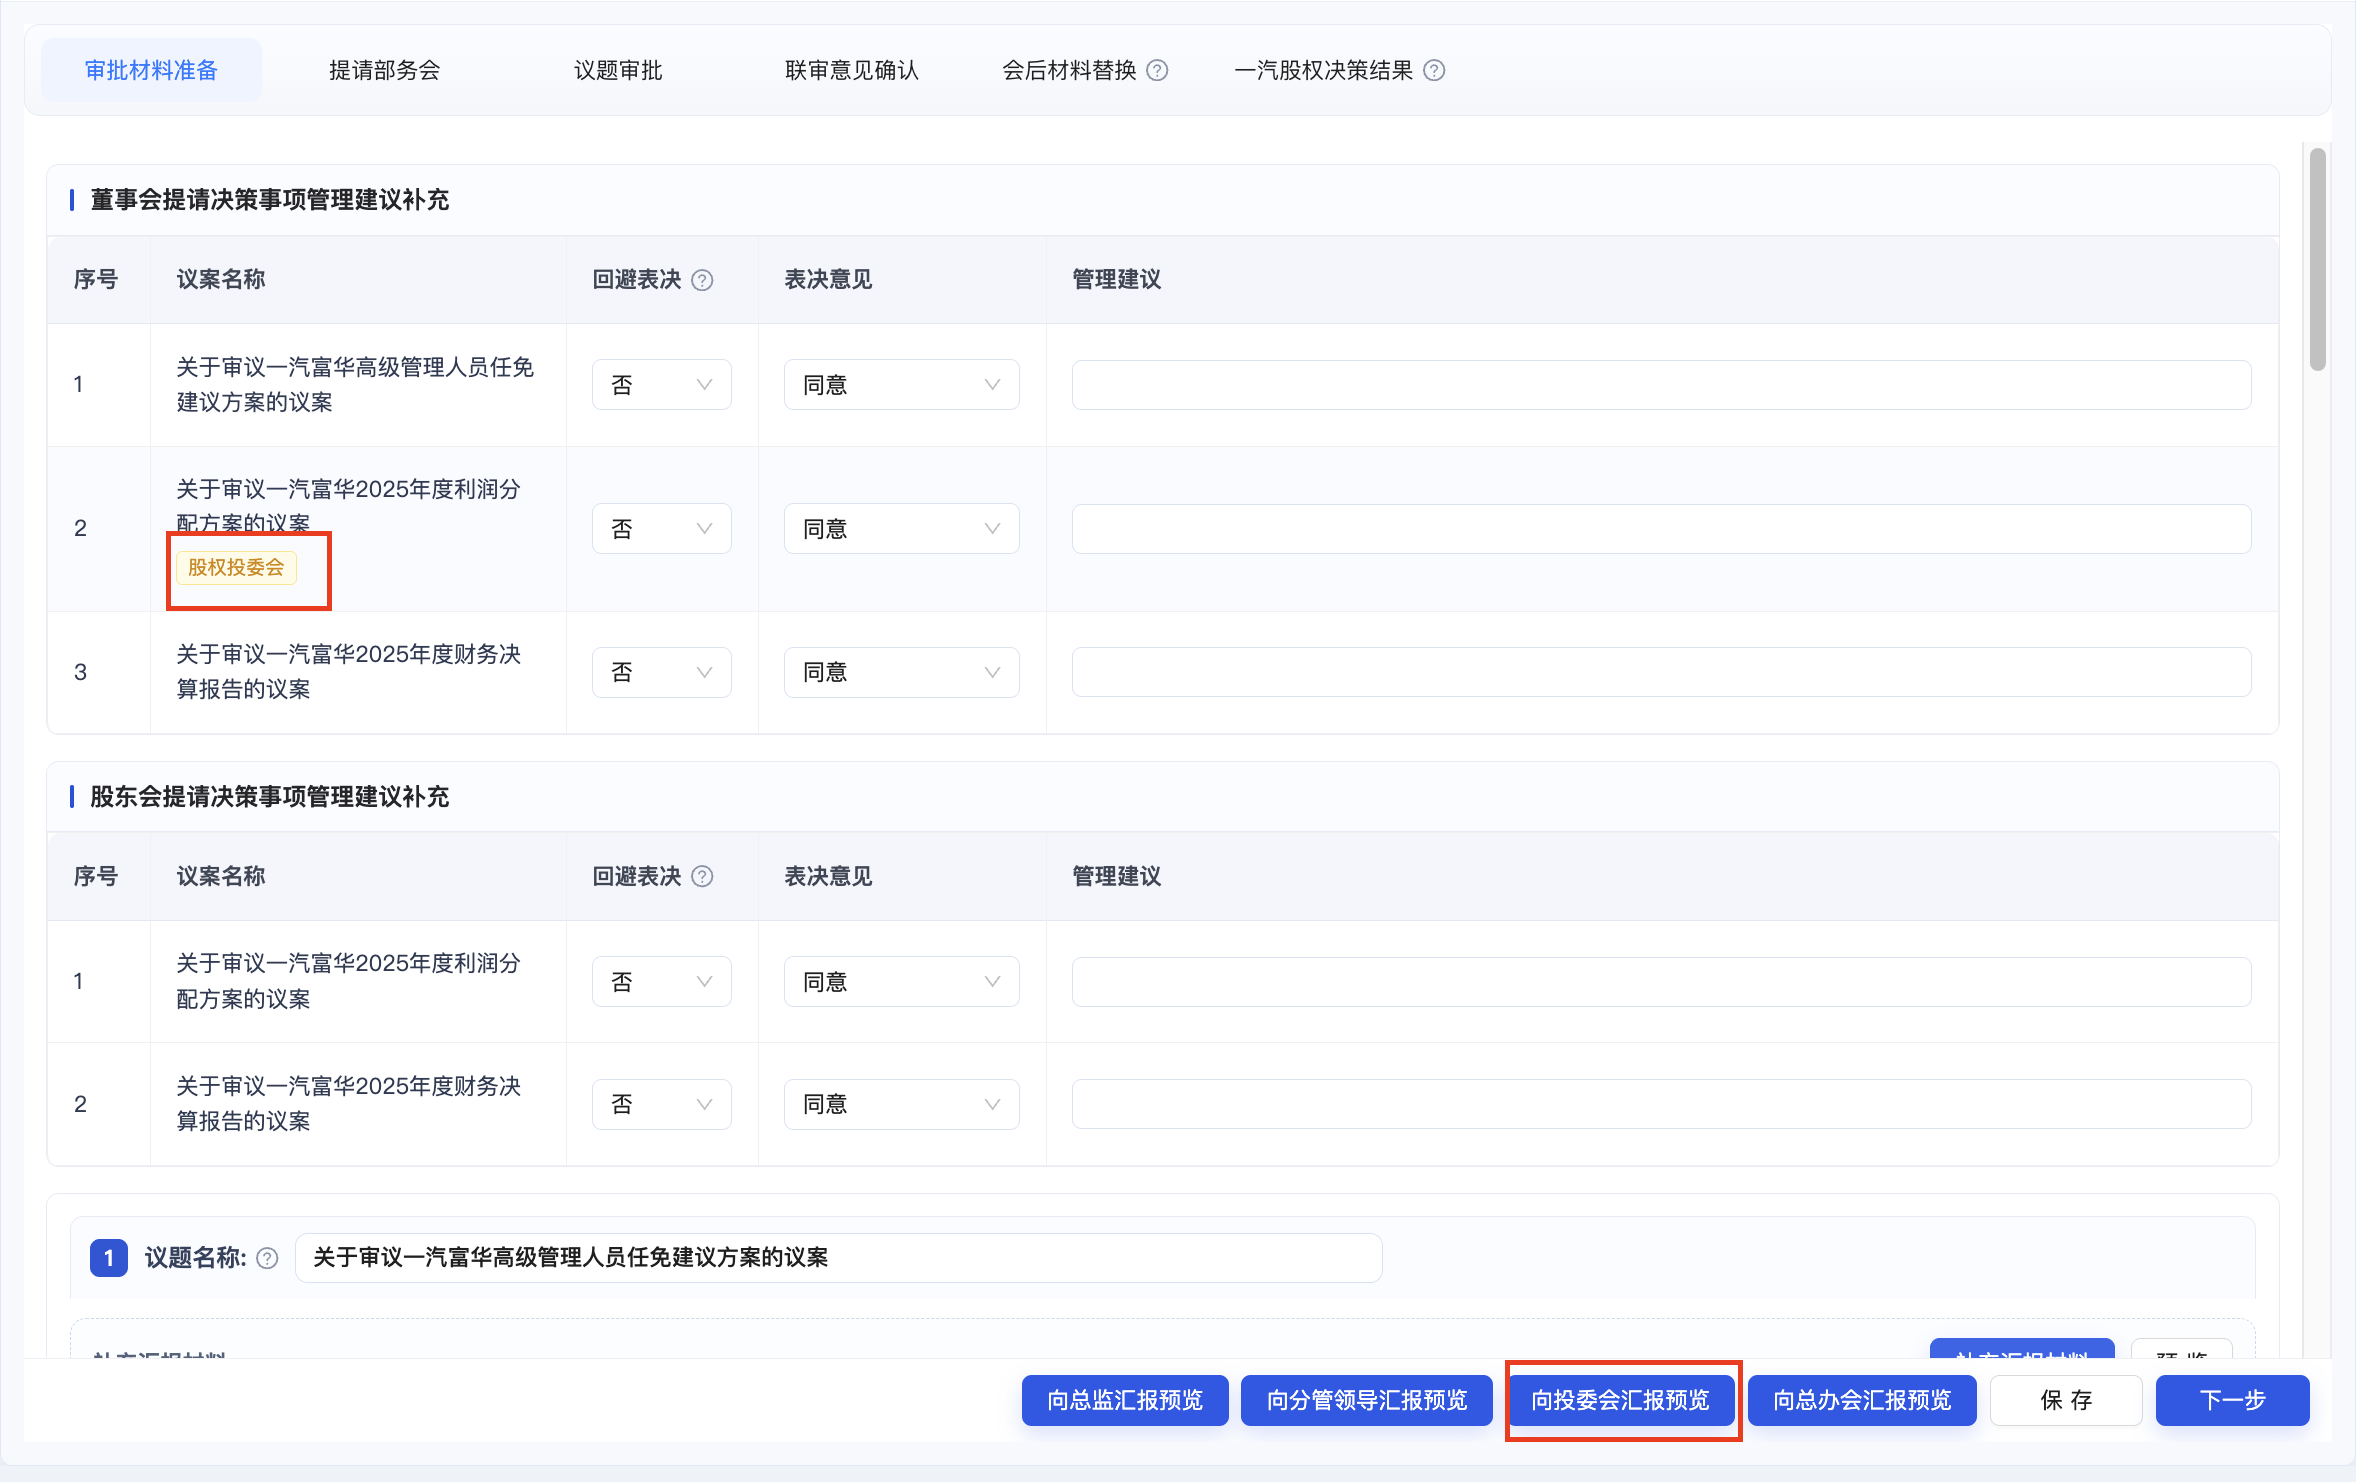 审批材料准备 提请部务会 议题审批 联审意见确认 会后材料替换 ? 一汽股权决策结果 ?
董事会提请决策事项管理建议补充
序号 议案名称 回避表决 ? 表决意见 管理建议
1 关于审议一汽富华高级管理人员任免 否 同意
建议方案的议案
2 关于审议一汽富华2025年度利润分 否 同意
配方案的议案
股权投委会
3 关于审议一汽富华2025年度财务决 否 同意
算报告的议案
股东会提请决策事项管理建议补充
序号 议案名称 回避表决 ? 表决意见 管理建议
1 关于审议一汽富华2025年度利润分 否 同意
配方案的议案
2 关于审议一汽富华2025年度财务决 否 同意
算报告的议案
1 议题名称: ? 关于审议一汽富华高级管理人员任免建议方案的议案
补充汇报材料 补充汇报材料 预 览
向总监汇报预览 向分管领导汇报预览 向投委会汇报预览 向总办会汇报预览 保 存 下一步